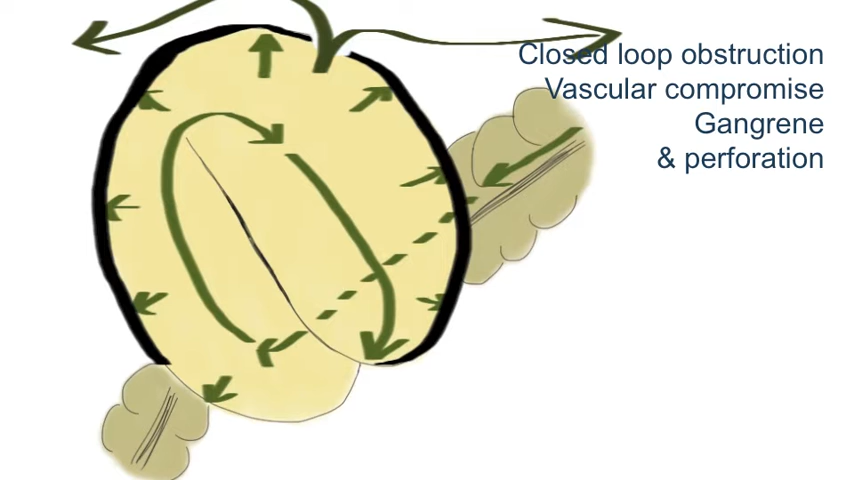 Closed loop obstruction
Vascular compromise
Gangrene
& perforation